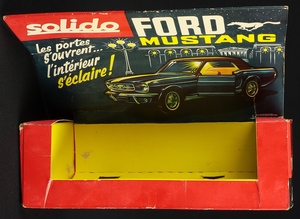 solido
FORD
MUSTANG
les portes
s'ouvrent...
l'intérieur
s'éclaire!